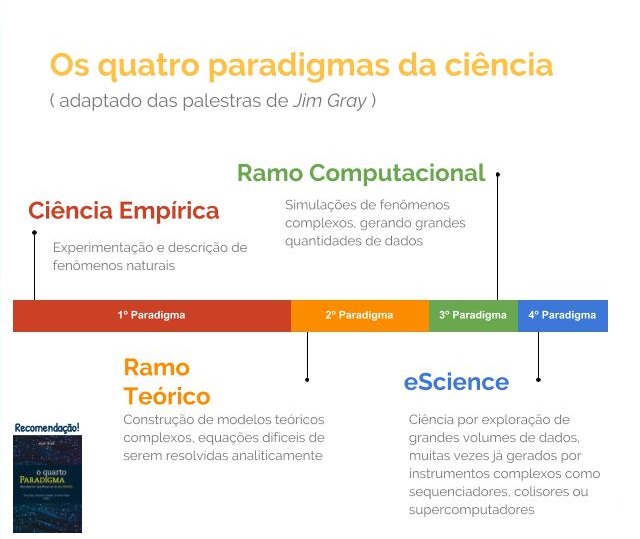 Os quatro paradigmas da ciência
( adaptado das palestras de Jim Gray )
Ramo Computacional
Simulações de fenômenos
complexos, gerando grandes
quantidades de dados
Ciência Empírica
Experimentação e descrição de
fenômenos naturais
1º Paradigma
2º Paradigma
3º Paradigma
4º Paradigma
Ramo
Teórico
Construção de modelos teóricos
complexos, equações difíceis de
serem resolvidas analiticamente
eScience
Ciência por exploração de
grandes volumes de dados,
muitas vezes já gerados por
instrumentos complexos como
sequenciadores, colisores ou
supercomputadores
Recomendação!
o quarto
PARADIGMA